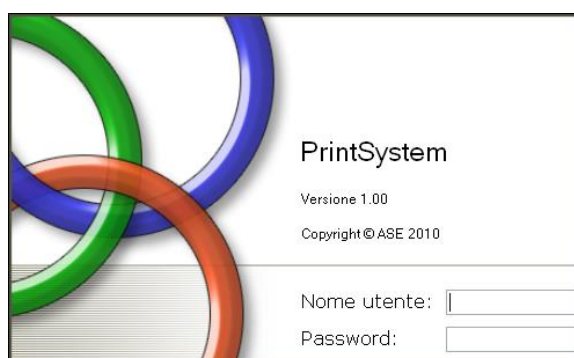 PrintSystem
Versione 1.00
Copyright © ASE 2010
Nome utente:
Password: